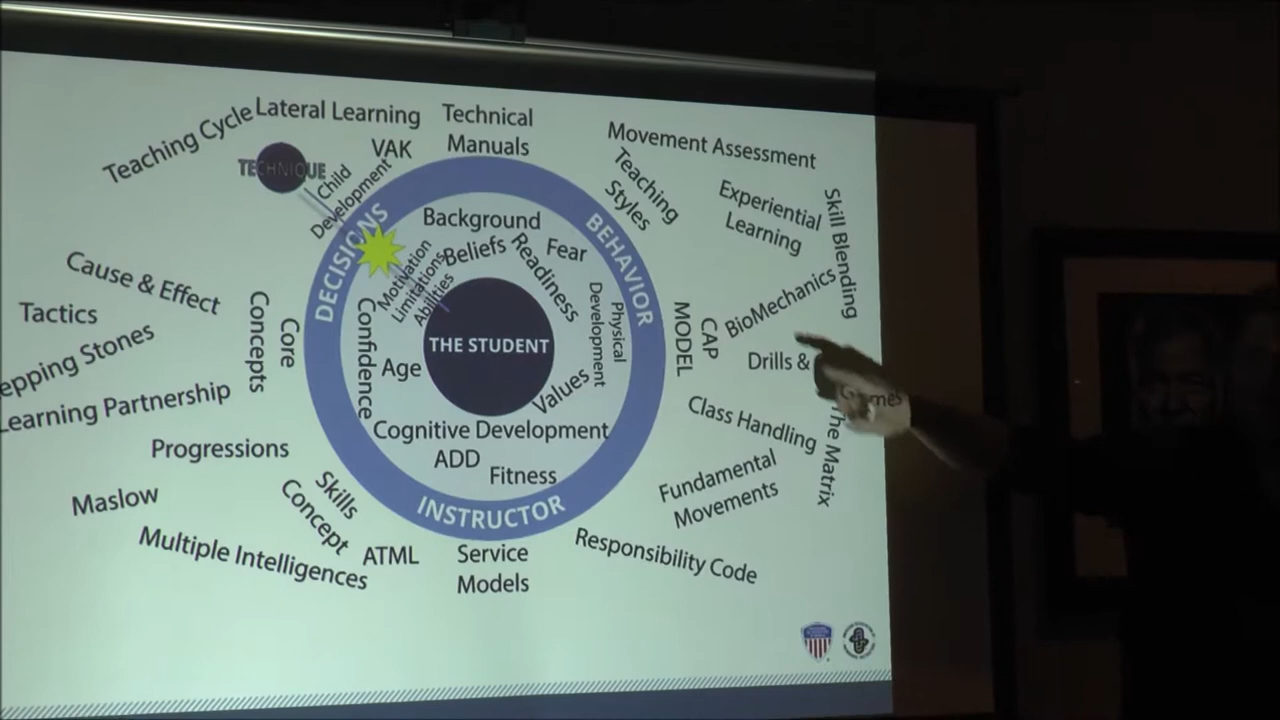 Teaching Cycle
Lateral Learning
Technical
Manuals
Movement Assessment
VAK
TECHNIQUE
Child
Development
Teaching
Styles
Experiential
Learning
Skill Blending
DECISIONS
BEHAVIOR
INSTRUCTOR
Background
Beliefs
Fear
Readiness
Motivation
Limitations
Abilities
Physical
Development
Confidence
THE STUDENT
Age
Values
Cognitive Development
ADD
Fitness
Cause & Effect
Tactics
epping Stones
Core
Concepts
Learning Partnership
CAP
MODEL
BioMechanics
Drills &
Games
Class Handling
The Matrix
Progressions
Maslow
Skills
Concept
Fundamental
Movements
Multiple Intelligences
ATML
Service
Models
Responsibility Code